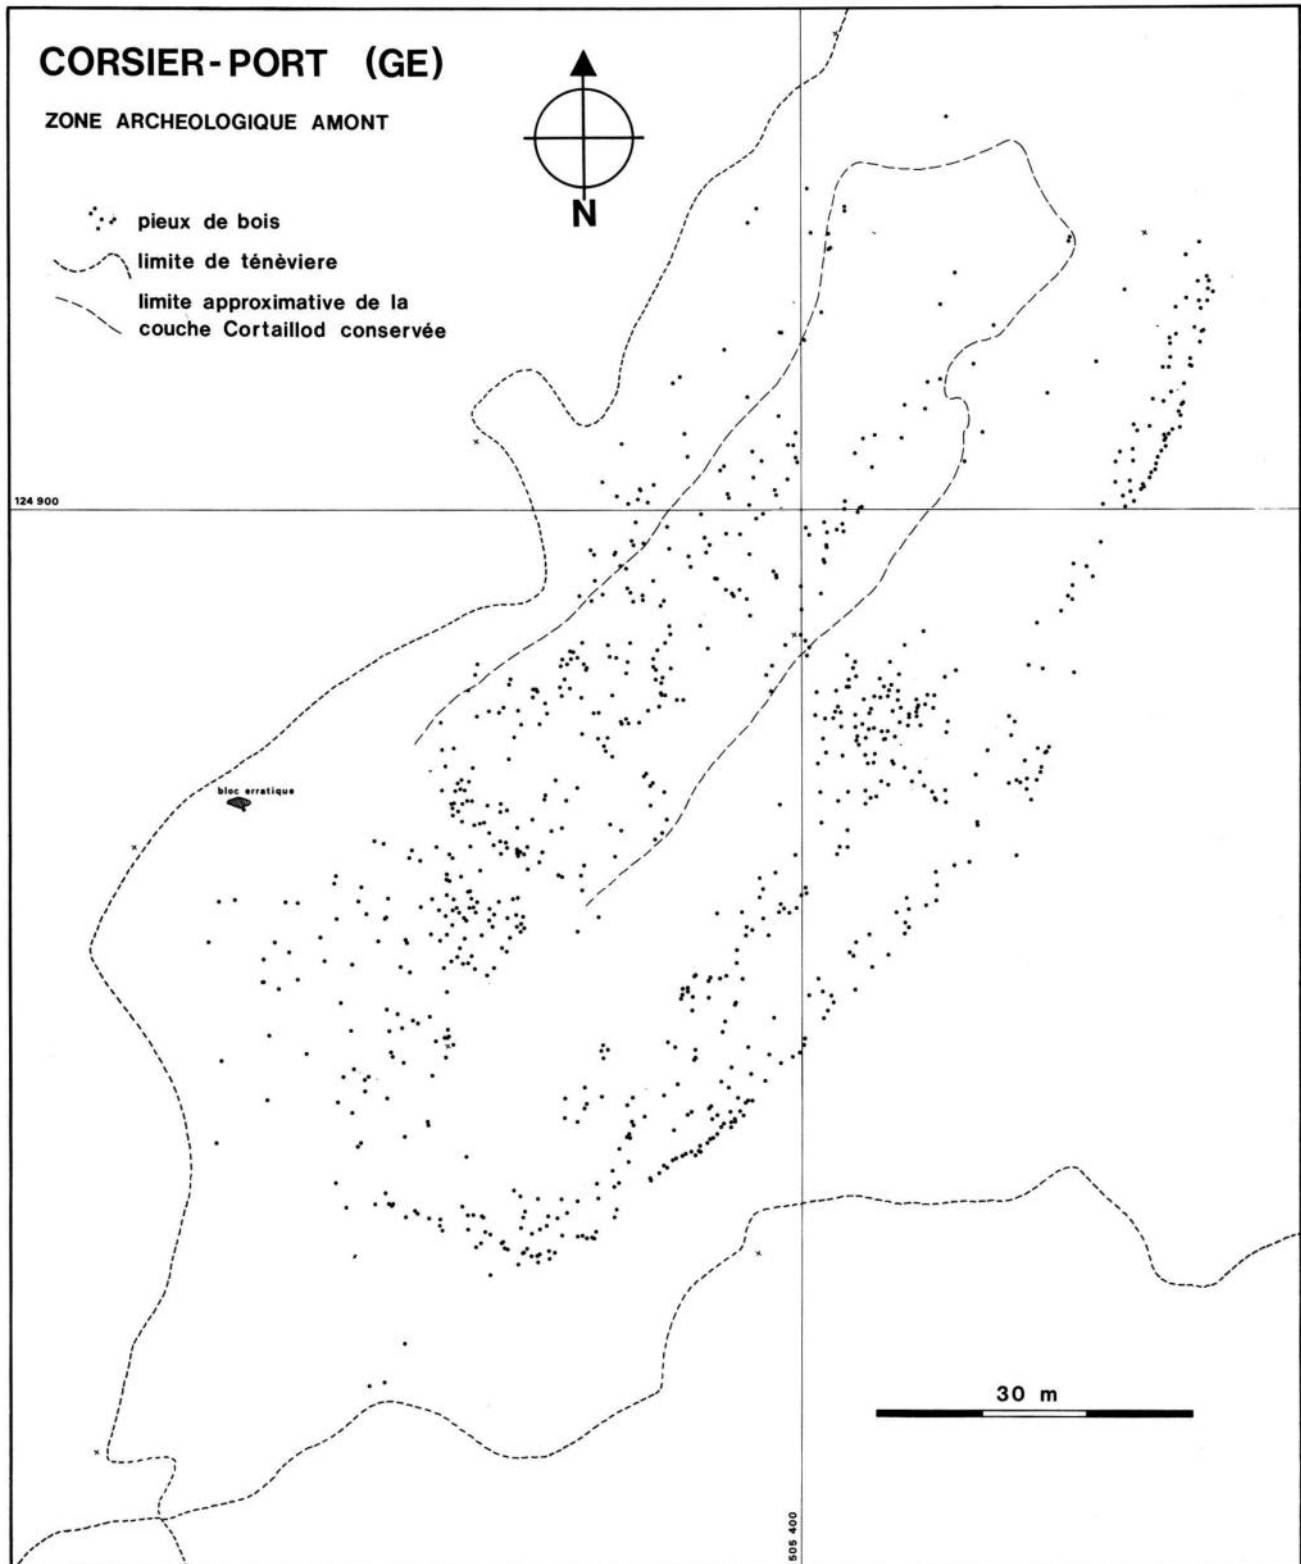 CORSIER-PORT (GE)
ZONE ARCHEOLOGIQUE AMONT
N
pieux de bois
limite de ténèviere
limite approximative de la
couche Cortaillod conservée
124 900
bloc erratique
30 m
505 400